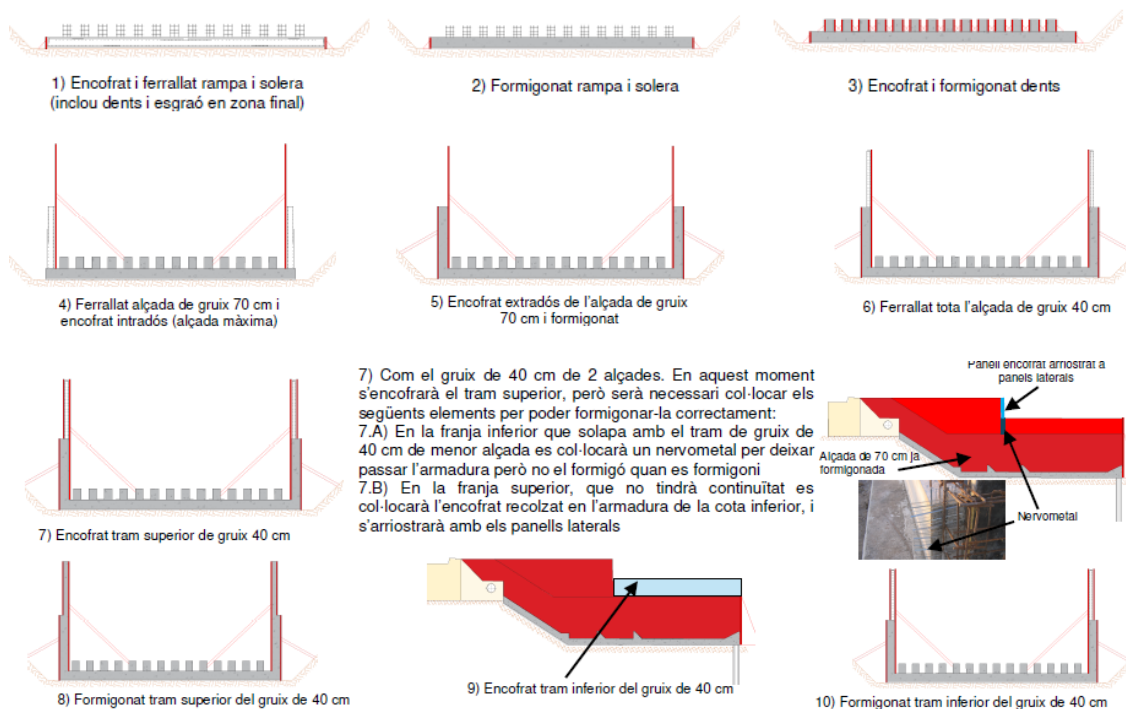 1) Encofrat i ferrallat rampa i solera
(inclou dents i esgraó en zona final)
2) Formigonat rampa i solera
3) Encofrat i formigonat dents
4) Ferrallat alçada de gruix 70 cm i
encofrat intradós (alçada màxima)
5) Encofrat extradós de l'alçada de gruix
70 cm i formigonat
6) Ferrallat tota l'alçada de gruix 40 cm
7) Encofrat tram superior de gruix 40 cm
7) Com el gruix de 40 cm de 2 alçades. En aquest moment
s'encofrarà el tram superior, però serà necessari col·locar els
següents elements per poder formigonar-la correctament:
7.A) En la franja inferior que solapa amb el tram de gruix de
40 cm de menor alçada es col·locarà un nervometal per deixar
passar l'armadura però no el formigó quan es formigoni
7.B) En la franja superior, que no tindrà continuïtat es
col·locarà l'encofrat recolzat en l'armadura de la cota inferior, i
s'arriostrarà amb els panells laterals
Panell encofrat arriostrat a
panels laterals
Alçada de 70 cm ja
formigonada
Nervometal
8) Formigonat tram superior del gruix de 40 cm
9) Encofrat tram inferior del gruix de 40 cm
10) Formigonat tram inferior del gruix de 40 cm